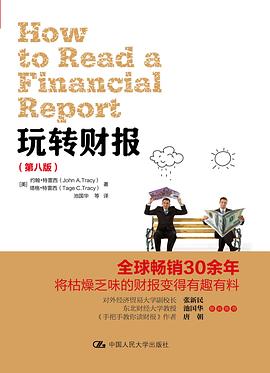 How
to Read a
Financial
Report
玩转财报
(第八版)
[美] 约翰·特雷西（John A.Tracy） 著
塔格·特雷西（Tage C.Tracy）
池国华 等 译
全球畅销30余年
将枯燥乏味的财报变得有趣有料
对外经济贸易大学副校长 张新民
东北财经大学教授 池国华
《手把手教你读财报》作者 唐 朝
中国人民大学出版社